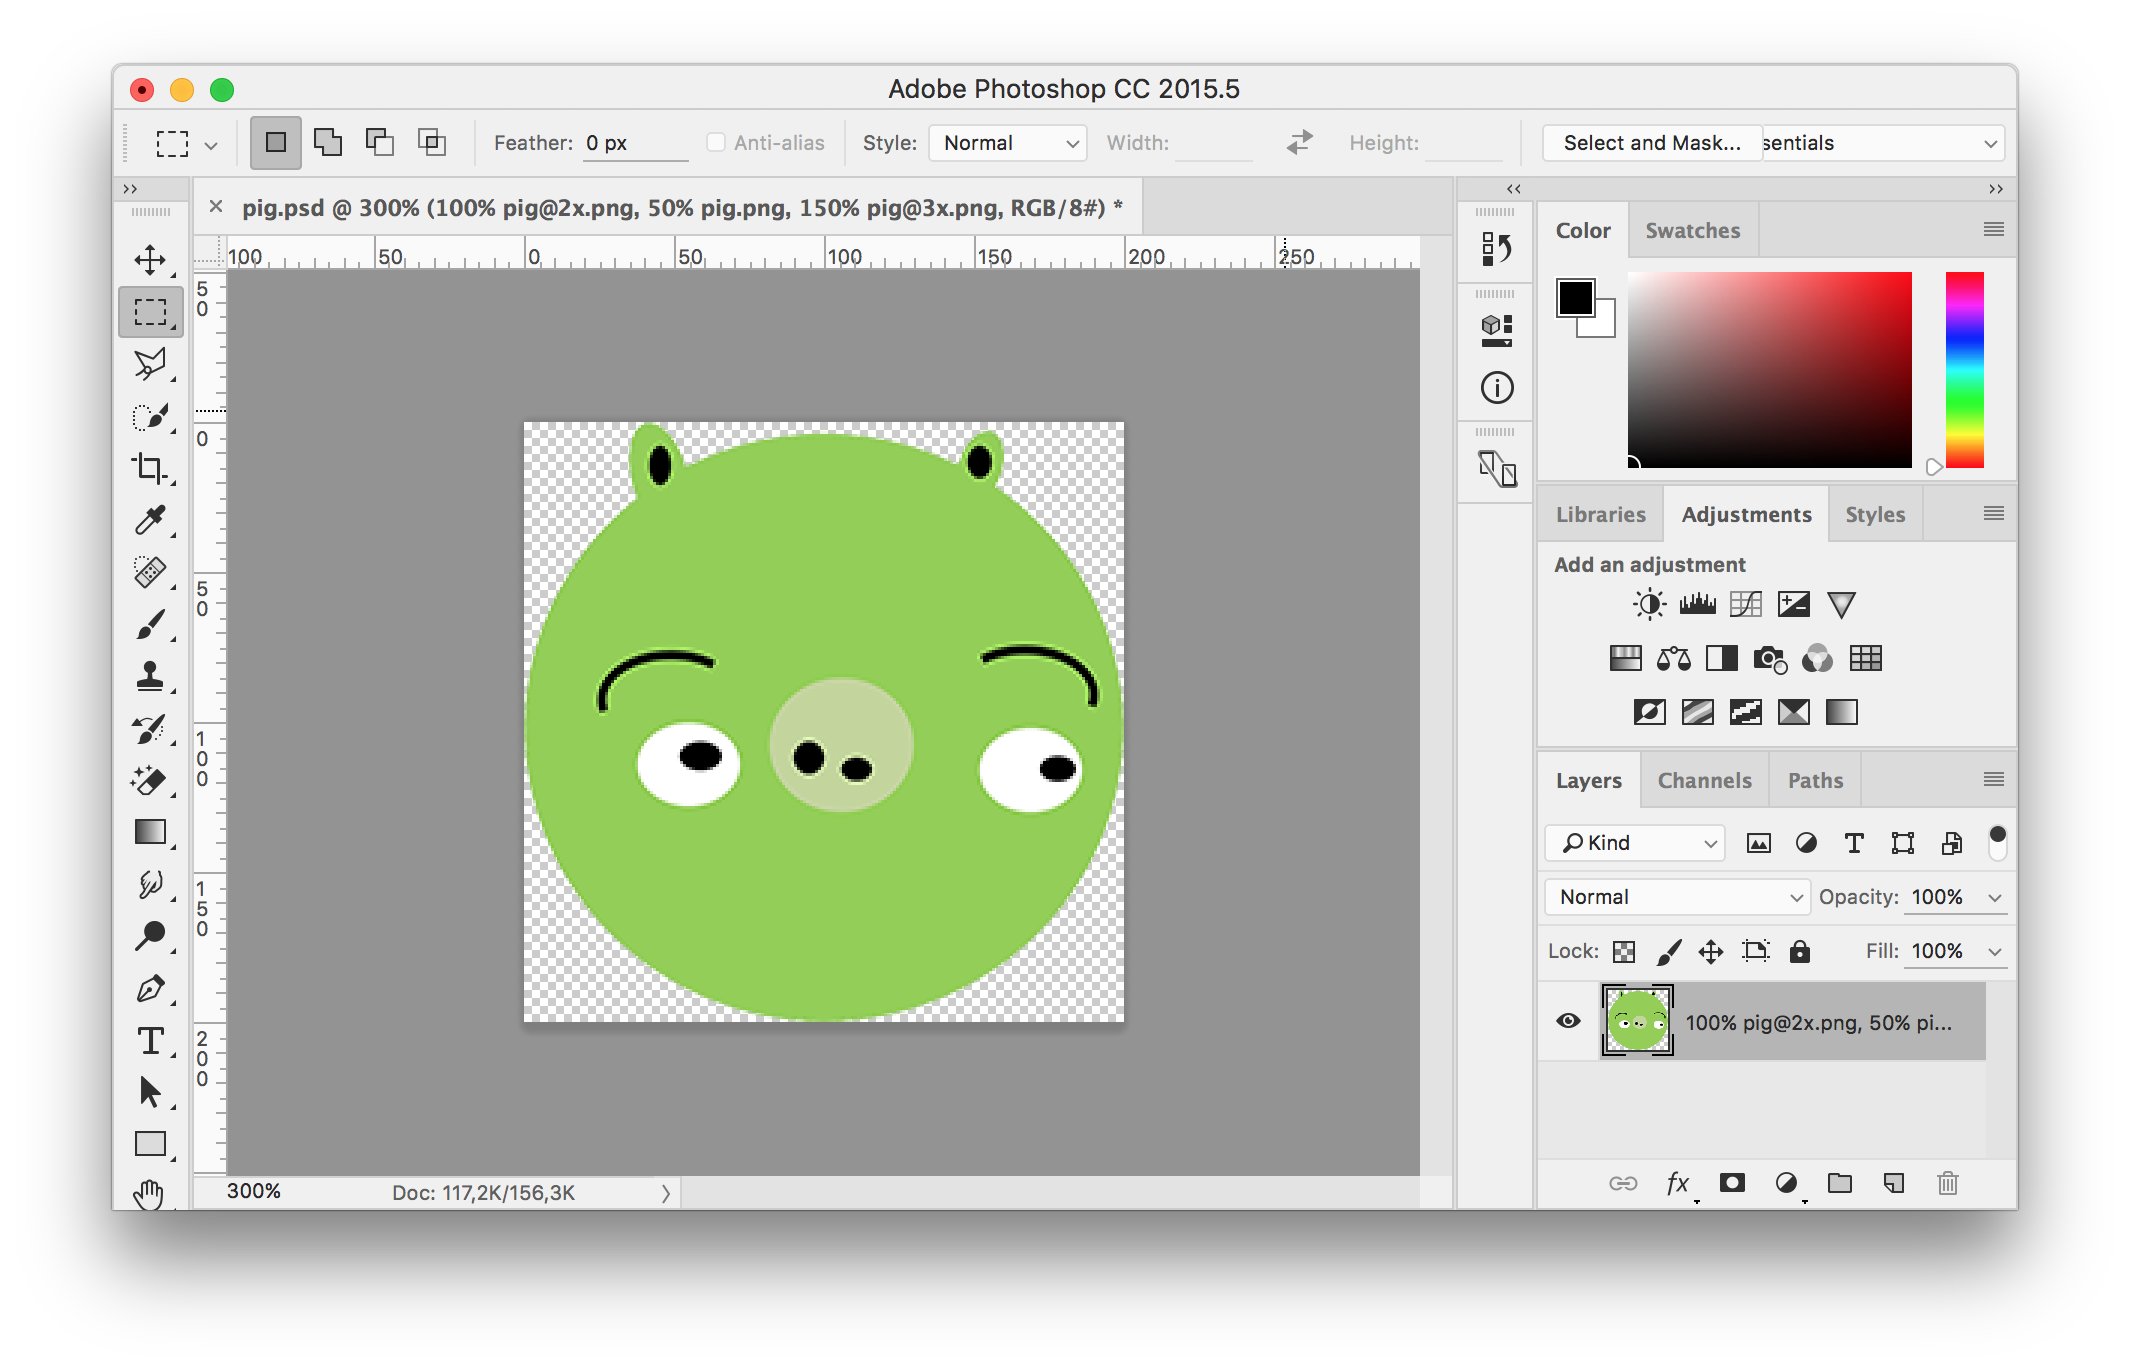 Adobe Photoshop CC 2015.5
Feather: 0 px Anti-alias Style: Normal Width: Height: Select and Mask... sentials
pig.psd @ 300% (100% pig@2x.png, 50% pig.png, 150% pig@3x.png, RGB/8#) *
100 50 0 50 100 150 200 250
50
0
50
100
150
200
Color Swatches
Libraries Adjustments Styles
Add an adjustment
Layers Channels Paths
Kind
Normal Opacity: 100%
Lock: Fill: 100%
100% pig@2x.png, 50% pi...
fx
300% Doc: 117,2K/156,3K